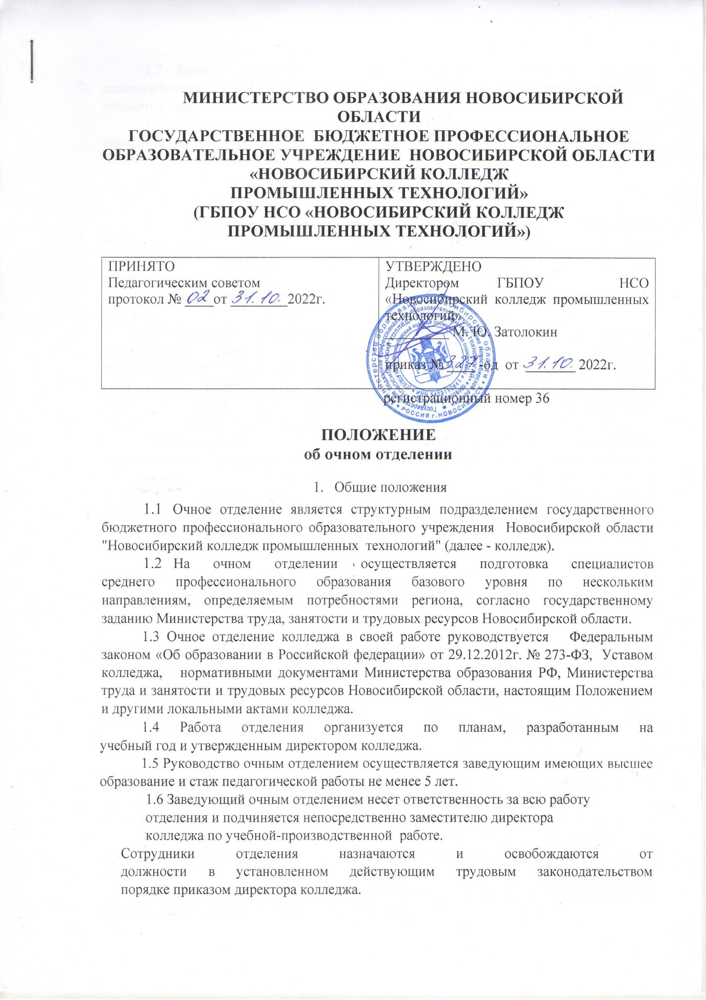 МИНИСТЕРСТВО ОБРАЗОВАНИЯ НОВОСИБИРСКОЙ
ОБЛАСТИ
ГОСУДАРСТВЕННОЕ БЮДЖЕТНОЕ ПРОФЕССИОНАЛЬНОЕ
ОБРАЗОВАТЕЛЬНОЕ УЧРЕЖДЕНИЕ НОВОСИБИРСКОЙ ОБЛАСТИ
«НОВОСИБИРСКИЙ КОЛЛЕДЖ
ПРОМЫШЛЕННЫХ ТЕХНОЛОГИЙ»
(ГБПОУ НСО «НОВОСИБИРСКИЙ КОЛЛЕДЖ
ПРОМЫШЛЕННЫХ ТЕХНОЛОГИЙ»)
ПРИНЯТО
Педагогическим советом
протокол № 02 от 31.10. 2022г.
УТВЕРЖДЕНО
Директором ГБПОУ НСО
«Новосибирский колледж промышленных
технологий»
М. Ю. Затолокин
приказ № 327 -од от 31.10. 2022г.
регистрационный номер 36
ПОЛОЖЕНИЕ
об очном отделении
1. Общие положения
1.1 Очное отделение является структурным подразделением государственного
бюджетного профессионального образовательного учреждения Новосибирской области
"Новосибирский колледж промышленных технологий" (далее - колледж).
1.2 На очном отделении осуществляется подготовка специалистов
среднего профессионального образования базового уровня по нескольким
направлениям, определяемым потребностями региона, согласно государственному
заданию Министерства труда, занятости и трудовых ресурсов Новосибирской области.
1.3 Очное отделение колледжа в своей работе руководствуется Федеральным
законом «Об образовании в Российской федерации» от 29.12.2012г. № 273-ФЗ, Уставом
колледжа, нормативными документами Министерства образования РФ, Министерства
труда и занятости и трудовых ресурсов Новосибирской области, настоящим Положением
и другими локальными актами колледжа.
1.4 Работа отделения организуется по планам, разработанным на
учебный год и утвержденным директором колледжа.
1.5 Руководство очным отделением осуществляется заведующим имеющих высшее
образование и стаж педагогической работы не менее 5 лет.
1.6 Заведующий очным отделением несет ответственность за всю работу
отделения и подчиняется непосредственно заместителю директора
колледжа по учебной-производственной работе.
Сотрудники отделения назначаются и освобождаются от
должности в установленном действующим трудовым законодательством
порядке приказом директора колледжа.